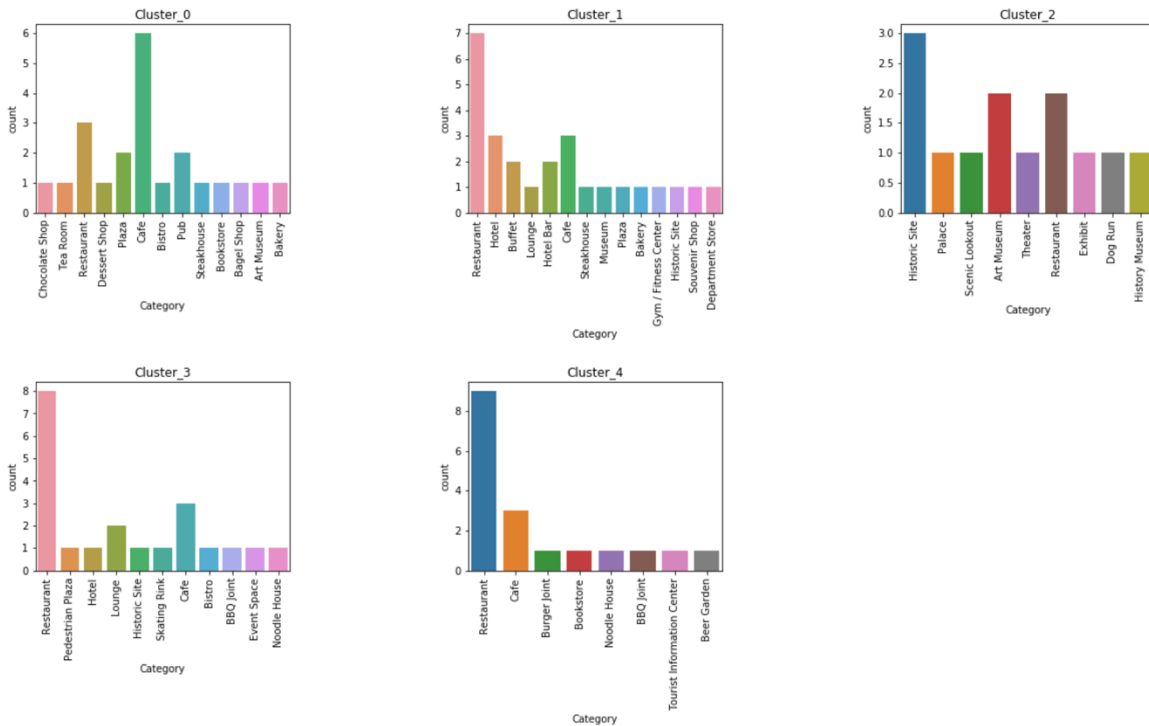 Cluster_0
6
5
4
3
2
1
0
count
Chocolate Shop
Tea Room
Restaurant
Dessert Shop
Plaza
Cafe
Bistro
Pub
Steakhouse
Bookstore
Bagel Shop
Art Museum
Bakery
Category
Cluster_1
7
6
5
4
3
2
1
0
count
Restaurant
Hotel
Buffet
Lounge
Hotel Bar
Cafe
Steakhouse
Museum
Plaza
Bakery
Gym / Fitness Center
Historic Site
Souvenir Shop
Department Store
Category
Cluster_2
3.0
2.5
2.0
1.5
1.0
0.5
0.0
count
Historic Site
Palace
Scenic Lookout
Art Museum
Theater
Restaurant
Exhibit
Dog Run
History Museum
Category
Cluster_3
8
7
6
5
4
3
2
1
0
count
Restaurant
Pedestrian Plaza
Hotel
Lounge
Historic Site
Skating Rink
Cafe
Bistro
BBQ Joint
Event Space
Noodle House
Category
Cluster_4
8
6
4
2
0
count
Restaurant
Cafe
Burger Joint
Bookstore
Noodle House
BBQ Joint
Tourist Information Center
Beer Garden
Category